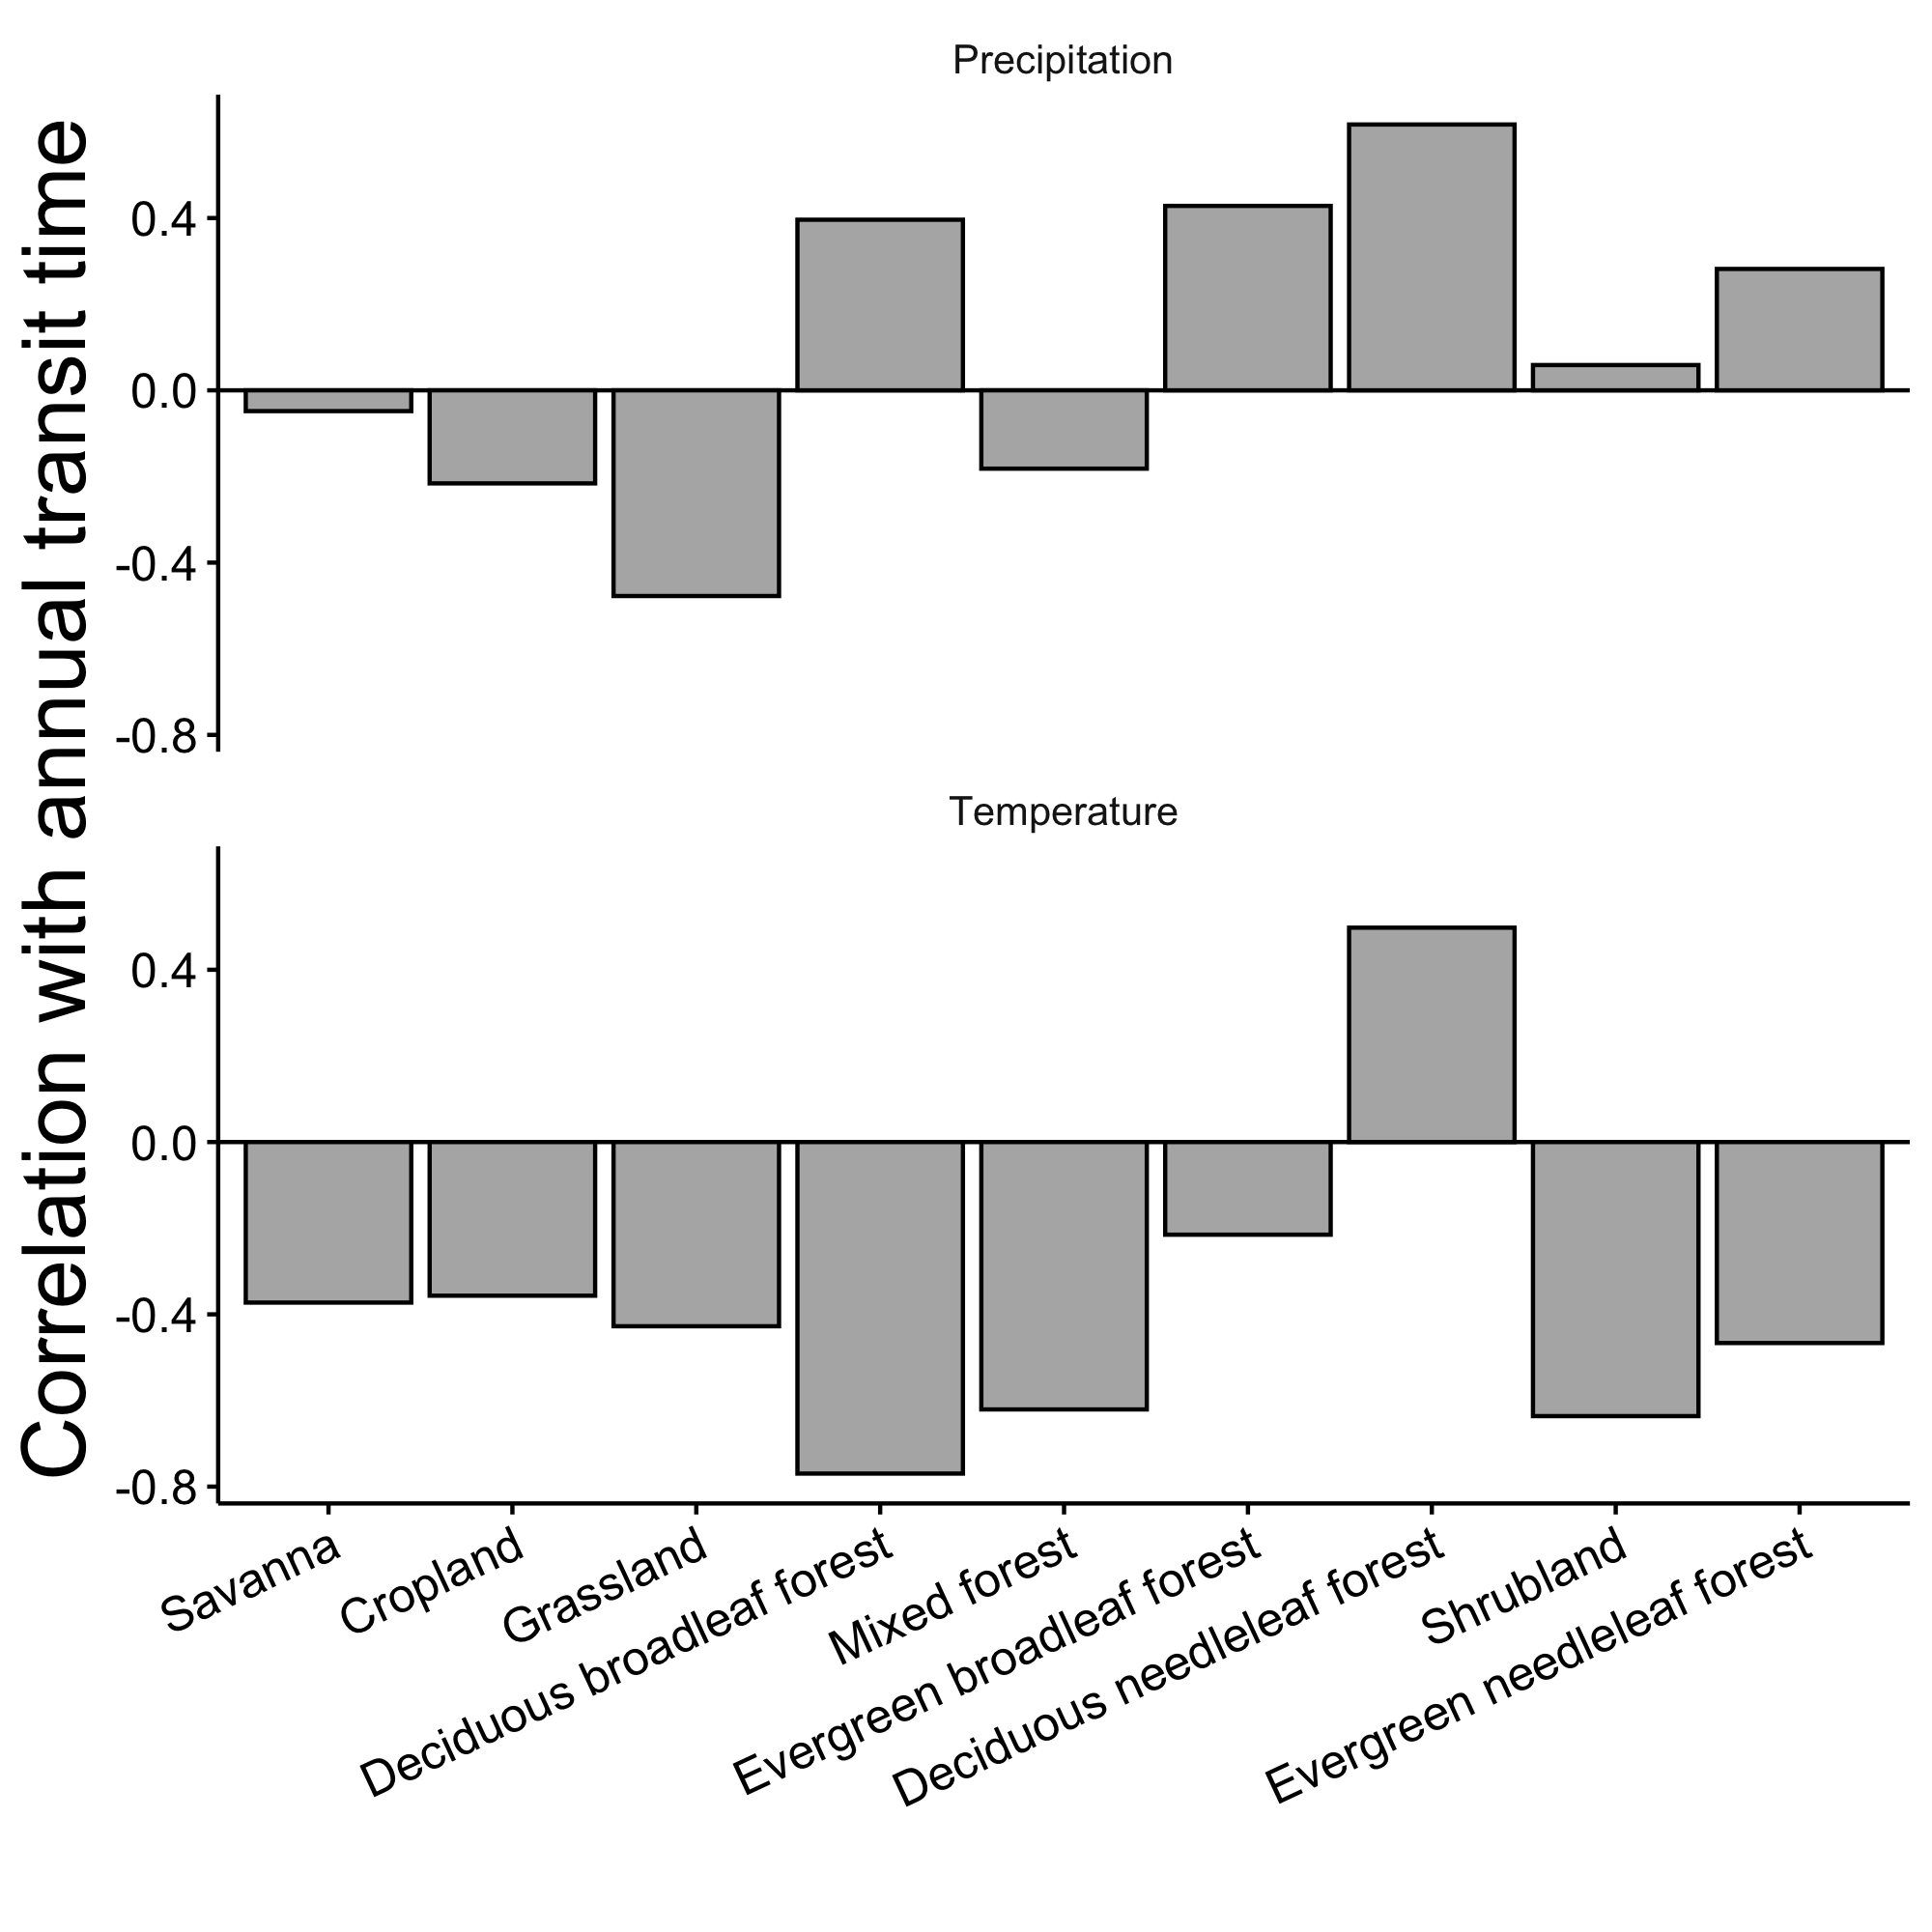 Correlation with annual transit time
Precipitation
0.4
0.0
-0.4
-0.8
Temperature
0.4
0.0
-0.4
-0.8
Savanna
Cropland
Grassland
Deciduous broadleaf forest
Mixed forest
Evergreen broadleaf forest
Deciduous needleleaf forest
Shrubland
Evergreen needleleaf forest